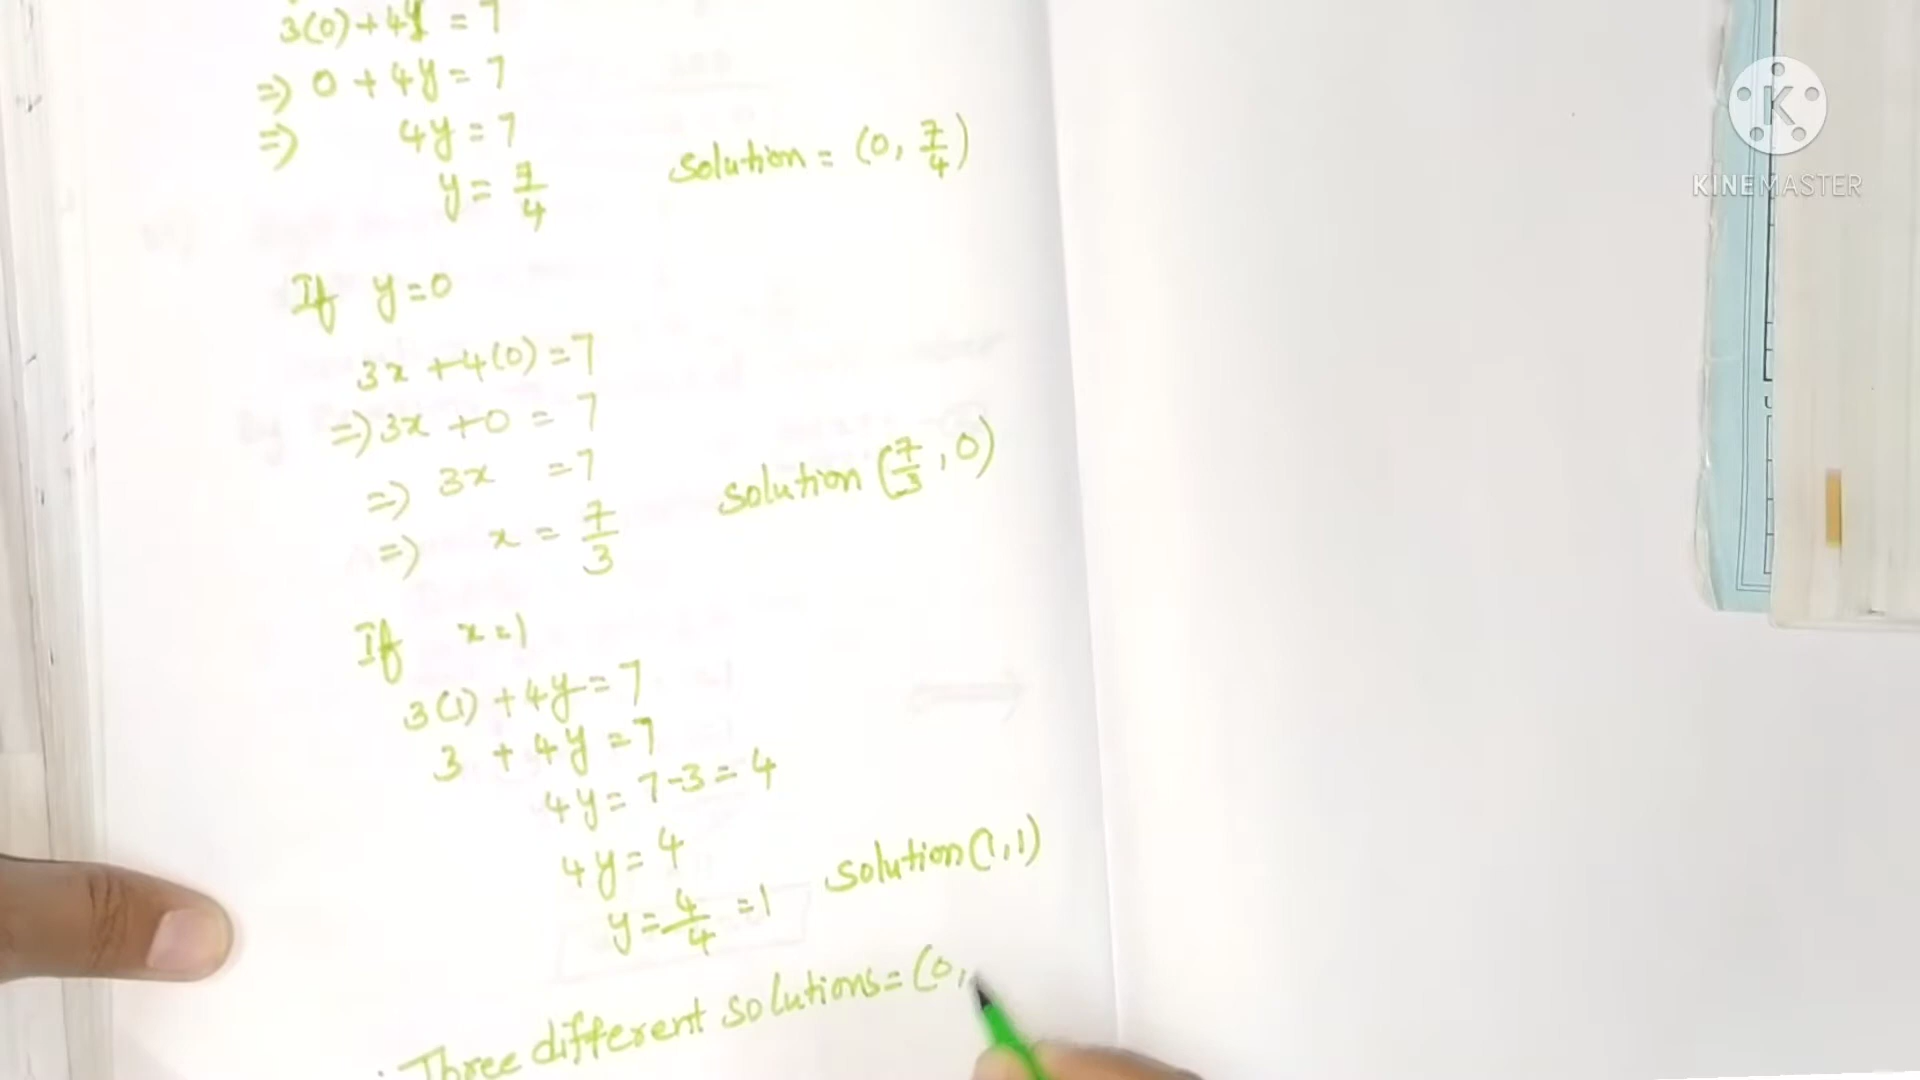 3(0)+4y = 7
=) 0 + 4y = 7
=) 4y = 7
y = 7/4
solution = (0, 7/4)
If y=0
3x + 4(0) = 7
=) 3x + 0 = 7
=) 3x = 7
=) x = 7/3
solution (7/3, 0)
If x=1
3(1) + 4y = 7
3 + 4y = 7
4y = 7-3 = 4
4y = 4
y = 4/4 = 1
solution (1,1)
Three different solutions = (0,
K
KINEMASTER